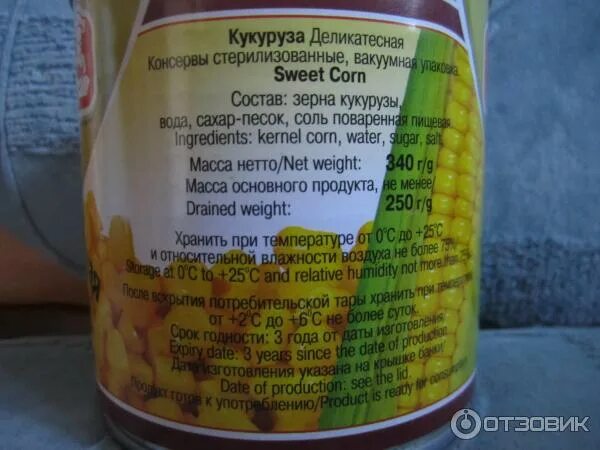 Кукуруза Деликатесная
Консервы стерилизованные, вакуумная упаковка.
Sweet Corn
Состав: зерна кукурузы,
вода, сахар-песок, соль поваренная пищевая.
Ingredients: kernel corn, water, sugar, salt.
Масса нетто/Net weight: 340 г/g
Масса основного продукта, не менее/
Drained weight: 250 г/g
Хранить при температуре от 0°С до +25°С
и относительной влажности воздуха не более 75%.
Storage at 0°C to +25°C and relative humidity not more than 75%.
После вскрытия потребительской тары хранить при температуре
от +2°С до +6°С не более суток.
Срок годности: 3 года от даты изготовления/
Expiry date: 3 years since the date of production.
Дата изготовления указана на крышке банки/
Date of production: see the lid.
Продукт готов к употреблению/Product is ready for
ОТЗОВИК